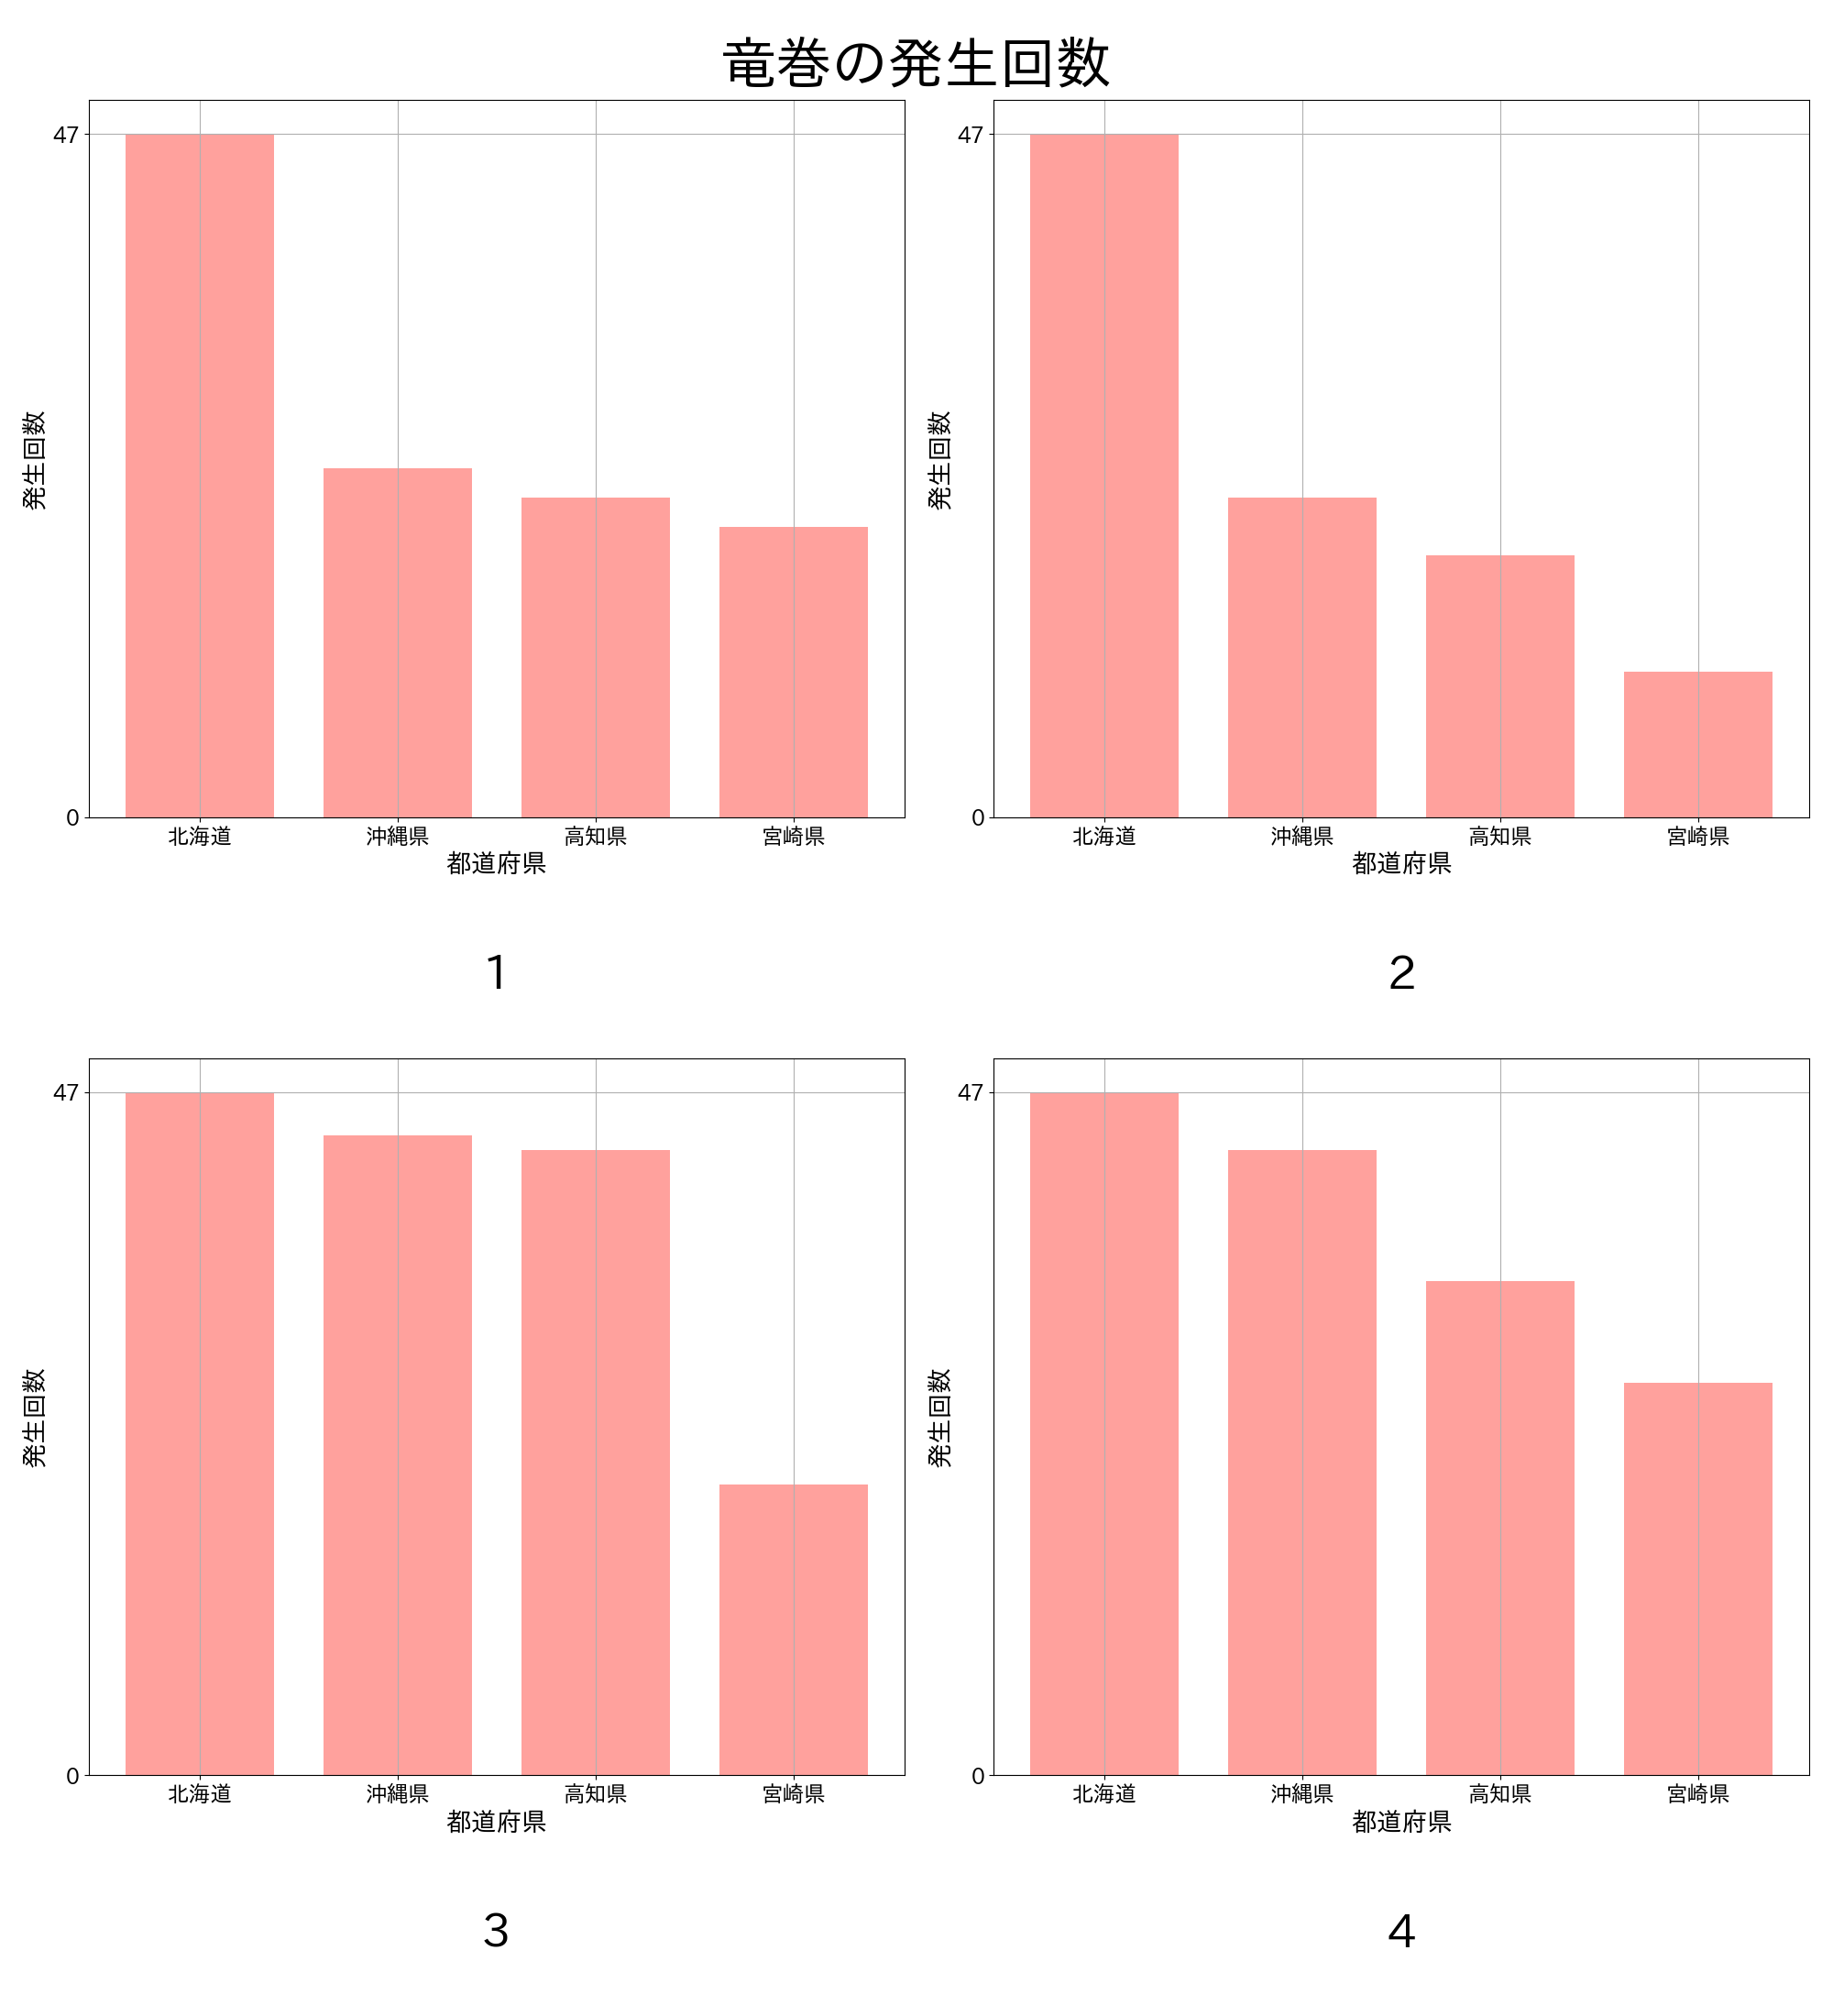 竜巻の発生回数
47
0
発生回数
北海道 沖縄県 高知県 宮崎県
都道府県
1
47
0
発生回数
北海道 沖縄県 高知県 宮崎県
都道府県
2
47
0
発生回数
北海道 沖縄県 高知県 宮崎県
都道府県
3
47
0
発生回数
北海道 沖縄県 高知県 宮崎県
都道府県
4